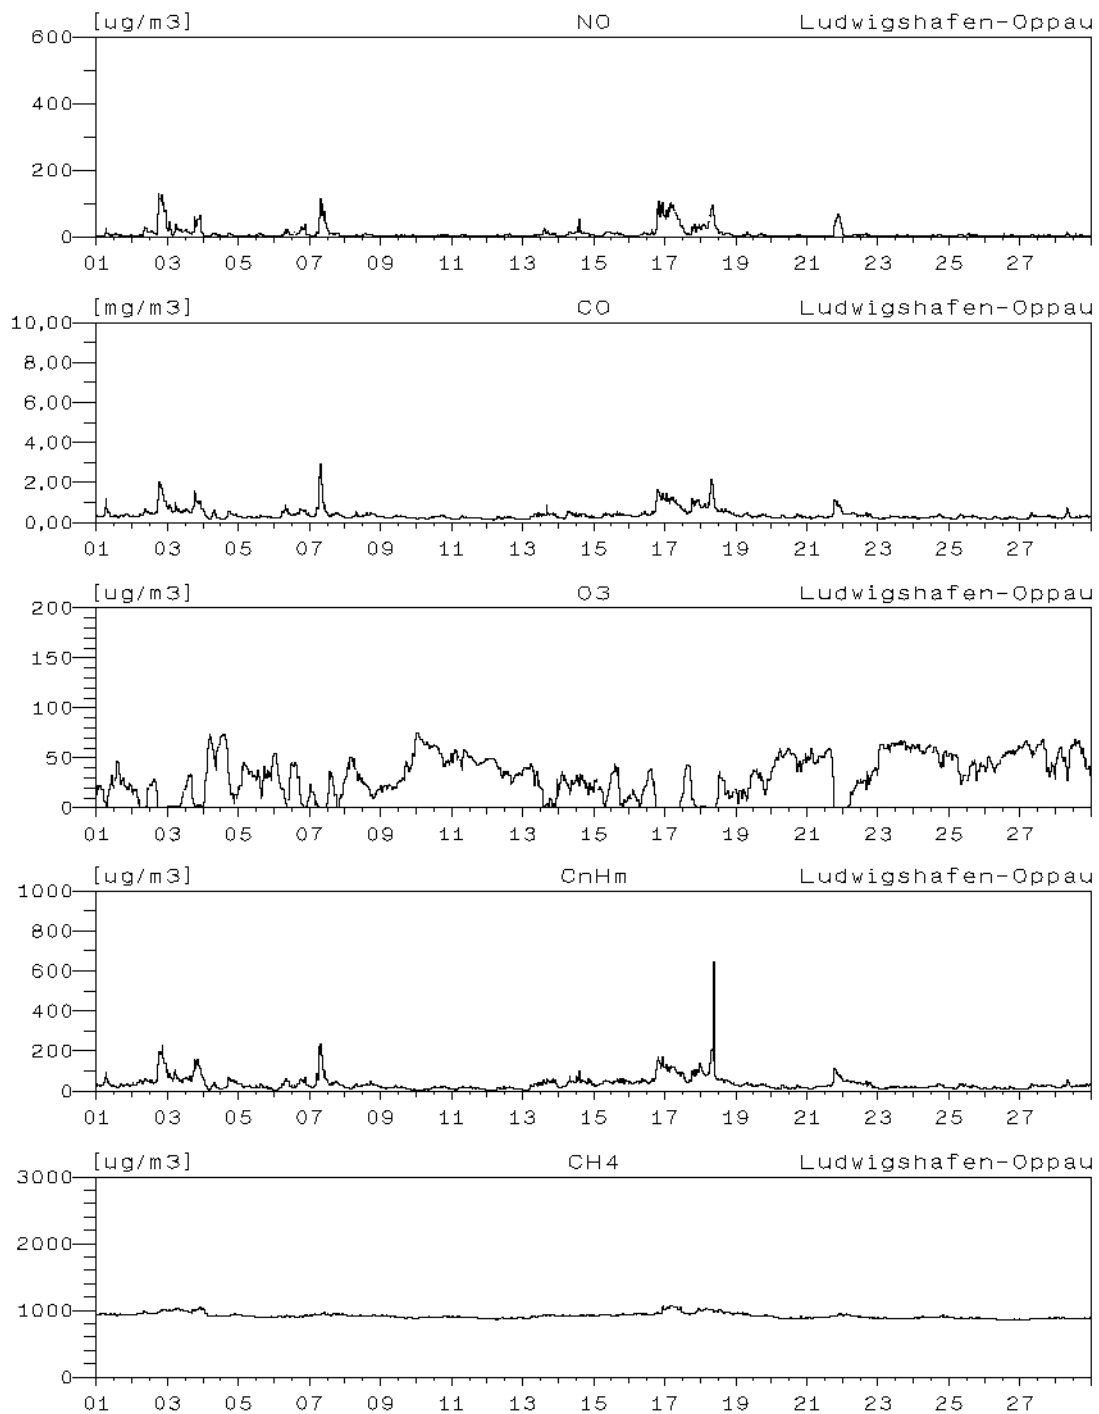 [ug/m3] NO Ludwigshafen-Oppau
600
400
200
0
01 03 05 07 09 11 13 15 17 19 21 23 25 27
[mg/m3] CO Ludwigshafen-Oppau
10,00
8,00
6,00
4,00
2,00
0,00
01 03 05 07 09 11 13 15 17 19 21 23 25 27
[ug/m3] O3 Ludwigshafen-Oppau
200
150
100
50
0
01 03 05 07 09 11 13 15 17 19 21 23 25 27
[ug/m3] CnHm Ludwigshafen-Oppau
1000
800
600
400
200
0
01 03 05 07 09 11 13 15 17 19 21 23 25 27
[ug/m3] CH4 Ludwigshafen-Oppau
3000
2000
1000
0
01 03 05 07 09 11 13 15 17 19 21 23 25 27